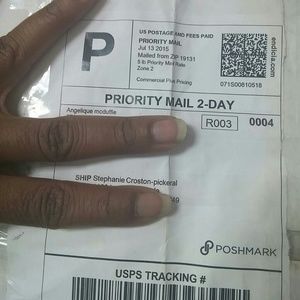 P
US POSTAGE AND FEES PAID
PRIORITY MAIL
Jul 13 2015
Mailed from ZIP 19131
5 lb Priority Mail Rate
Zone 2
Commercial Plus Pricing
endicia.com
071S00810518
PRIORITY MAIL 2-DAY
Angelique mcduffie
R003
0004
SHIP Stephanie Croston-pickeral
POSHMARK
USPS TRACKING #